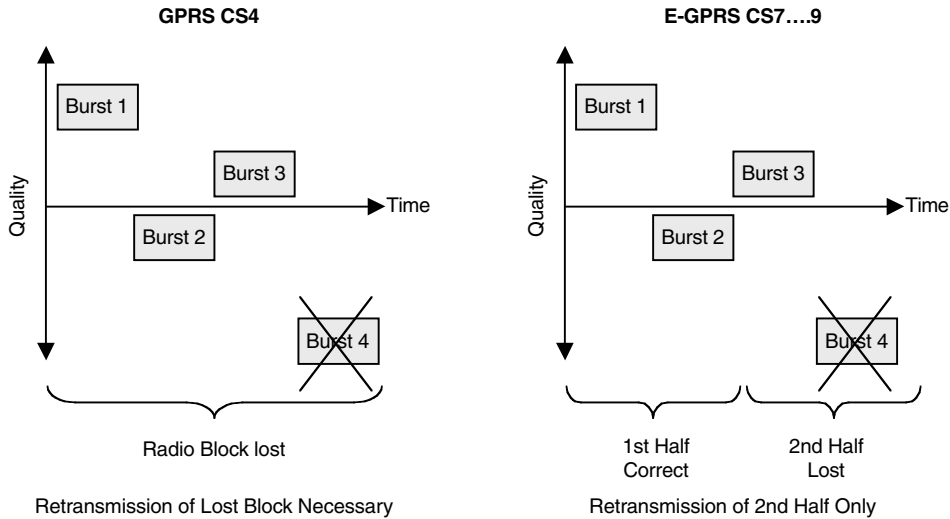 GPRS CS4
Quality
Burst 1
Burst 2
Burst 3
Burst 4
Time
Radio Block lost
Retransmission of Lost Block Necessary
E-GPRS CS7....9
Quality
Burst 1
Burst 2
Burst 3
Burst 4
Time
1st Half
Correct
2nd Half
Lost
Retransmission of 2nd Half Only